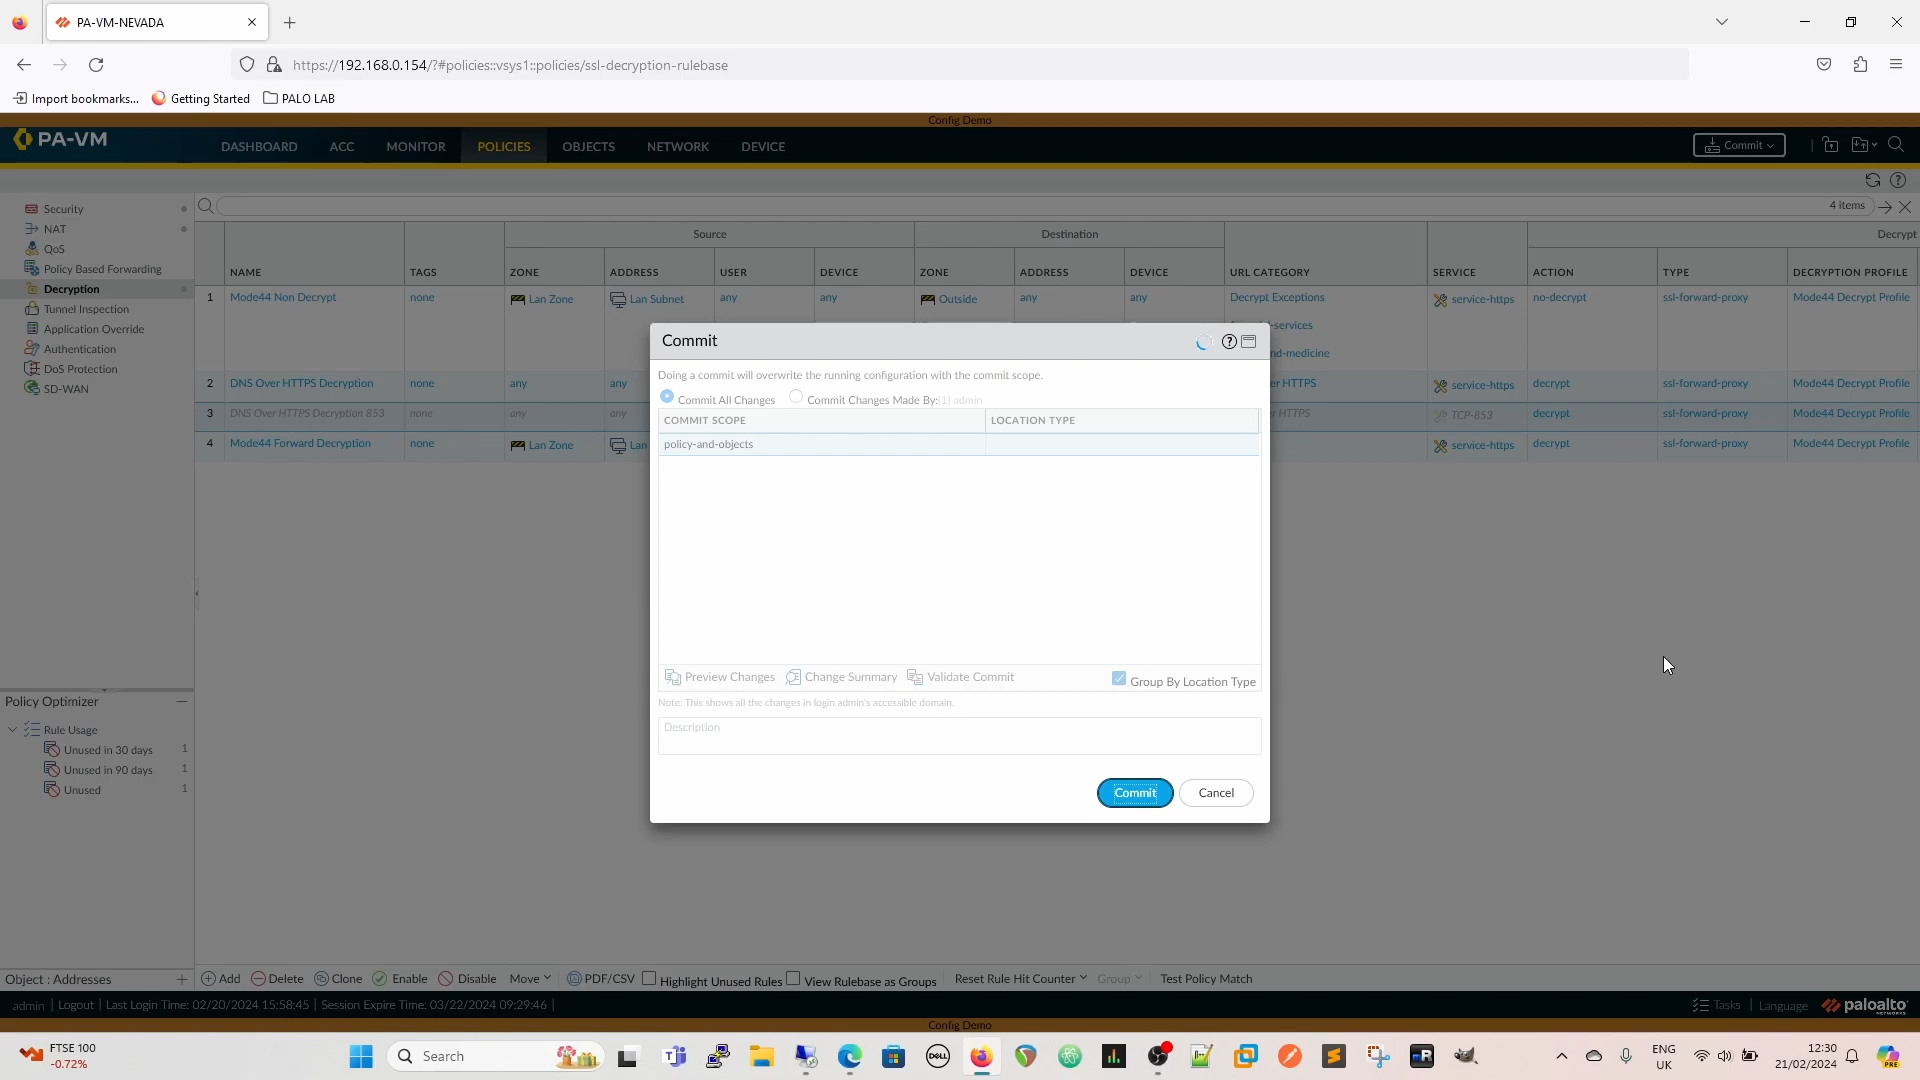 PA-VM-NEVADA
https://192.168.0.154/?#policies::vsys1::policies/ssl-decryption-rulebase
Import bookmarks... Getting Started PALO LAB
Config Demo
PA-VM DASHBOARD ACC MONITOR POLICIES OBJECTS NETWORK DEVICE Commit
4 items
Security
NAT
QoS
Policy Based Forwarding
Decryption
Tunnel Inspection
Application Override
Authentication
DoS Protection
SD-WAN
Source Destination Decrypt
NAME TAGS ZONE ADDRESS USER DEVICE ZONE ADDRESS DEVICE URL CATEGORY SERVICE ACTION TYPE DECRYPTION PROFILE
1 Mode44 Non Decrypt none Lan Zone Lan Subnet any any Outside any any Decrypt Exceptions service-https no-decrypt ssl-forward-proxy Mode44 Decrypt Profile
-services
nd-medicine
2 DNS Over HTTPS Decryption none any any er HTTPS service-https decrypt ssl-forward-proxy Mode44 Decrypt Profile
3 DNS Over HTTPS Decryption 853 none any any er HTTPS TCP-853 decrypt ssl-forward-proxy Mode44 Decrypt Profile
4 Mode44 Forward Decryption none Lan Zone Lan service-https decrypt ssl-forward-proxy Mode44 Decrypt Profile
Commit
Doing a commit will overwrite the running configuration with the commit scope.
Commit All Changes Commit Changes Made By:(1) admin
COMMIT SCOPE LOCATION TYPE
policy-and-objects
Preview Changes Change Summary Validate Commit Group By Location Type
Note: This shows all the changes in login admin's accessible domain.
Description
Commit Cancel
Policy Optimizer
Rule Usage
Unused in 30 days 1
Unused in 90 days 1
Unused 1
Object : Addresses
Add Delete Clone Enable Disable Move PDF/CSV Highlight Unused Rules View Rulebase as Groups Reset Rule Hit Counter Group Test Policy Match
admin | Logout | Last Login Time: 02/20/2024 15:58:45 | Session Expire Time: 03/22/2024 09:29:46 |
Tasks | Language paloalto NETWORKS
Config Demo
FTSE 100
-0.72%
Search
DELL
ENG
UK
12:30
21/02/2024
PRE